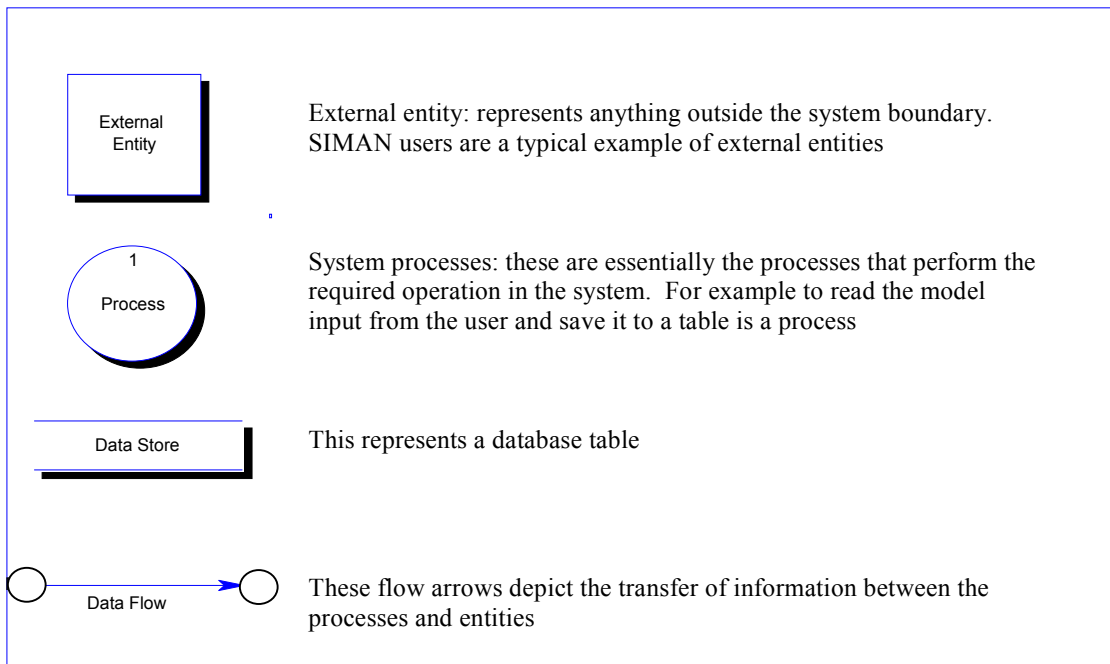 External
Entity
External entity: represents anything outside the system boundary.
SIMAN users are a typical example of external entities
1
Process
System processes: these are essentially the processes that perform the
required operation in the system.  For example to read the model
input from the user and save it to a table is a process
Data Store
This represents a database table
Data Flow
These flow arrows depict the transfer of information between the
processes and entities